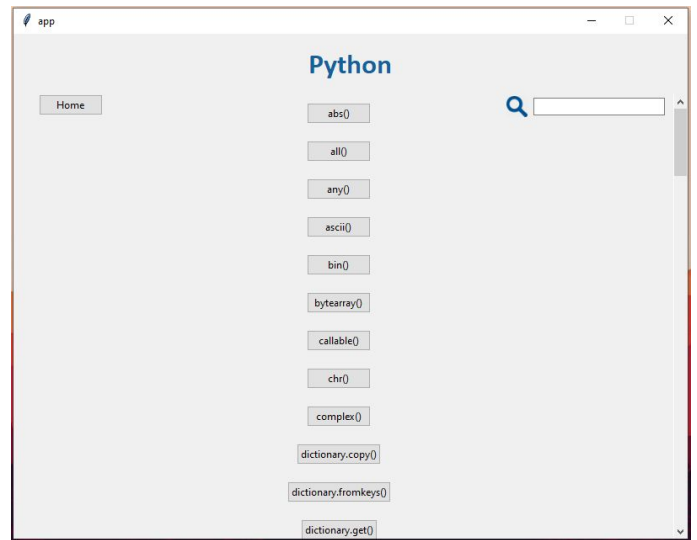 app
Python
Home
abs()
all()
any()
ascii()
bin()
bytearray()
callable()
chr()
complex()
dictionary.copy()
dictionary.fromkeys()
dictionary.get()